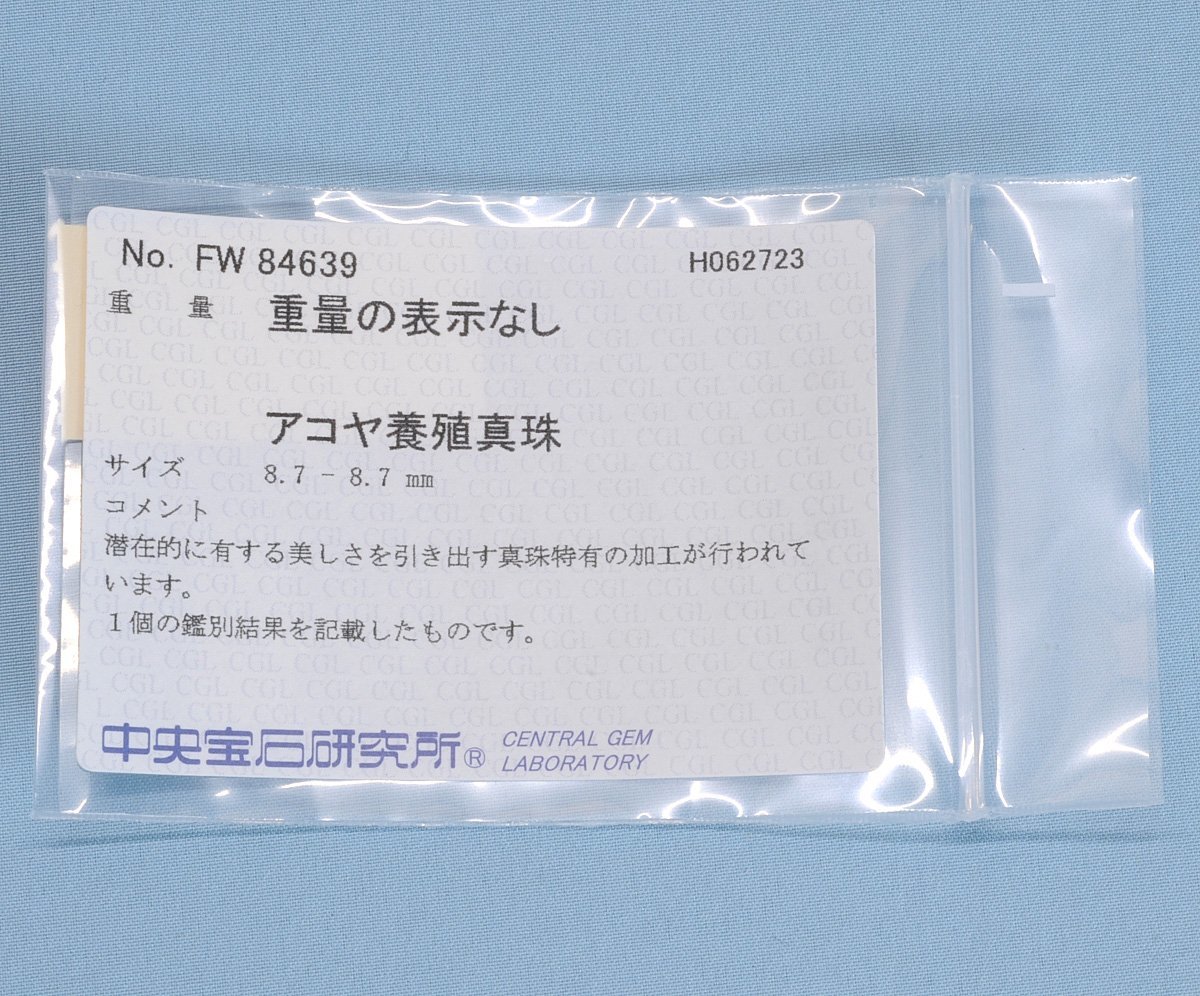 No. FW 84639 H062723
重 量 重量の表示なし
アコヤ養殖真珠
サイズ 8.7 - 8.7 mm
コメント
潜在的に有する美しさを引き出す真珠特有の加工が行われて
います。
1個の鑑別結果を記載したものです。
中央宝石研究所® CENTRAL GEM
LABORATORY